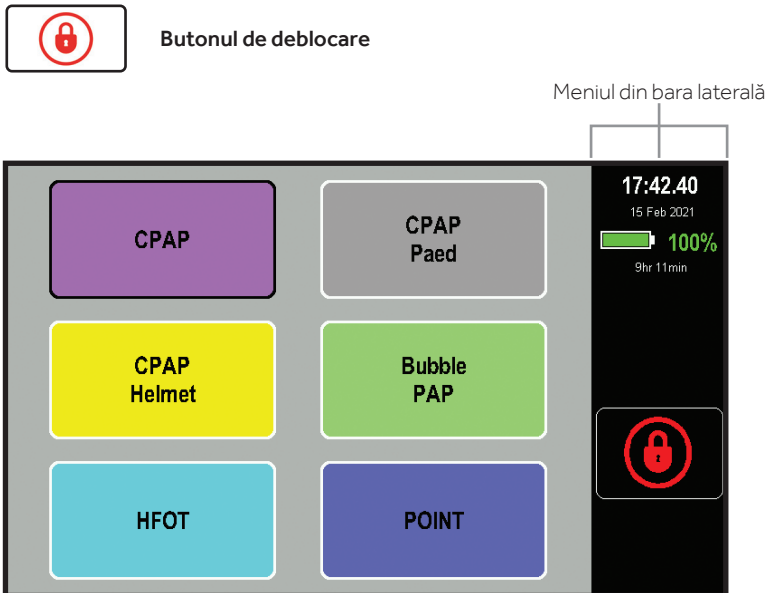 Butonul de deblocare
Meniul din bara laterală
17:42.40
15 Feb 2021
100%
9hr 11min
CPAP
CPAP
Paed
CPAP
Helmet
Bubble
PAP
HFOT
POINT